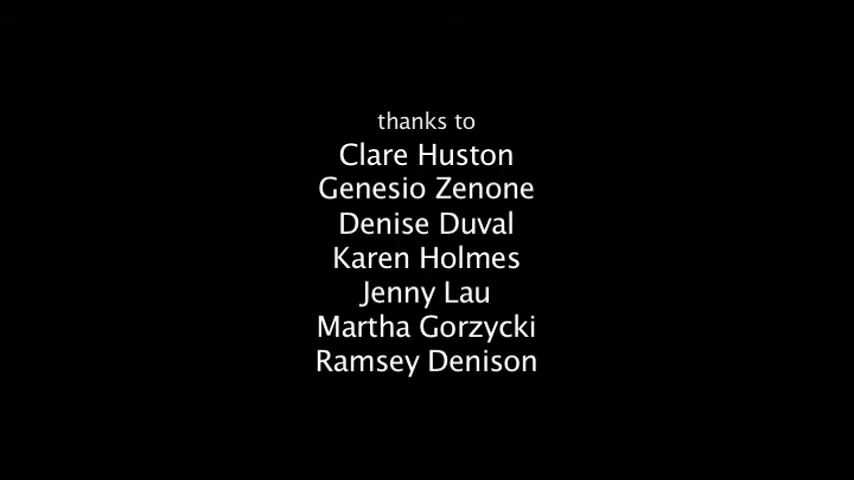 thanks to
Clare Huston
Genesio Zenone
Denise Duval
Karen Holmes
Jenny Lau
Martha Gorzycki
Ramsey Denison